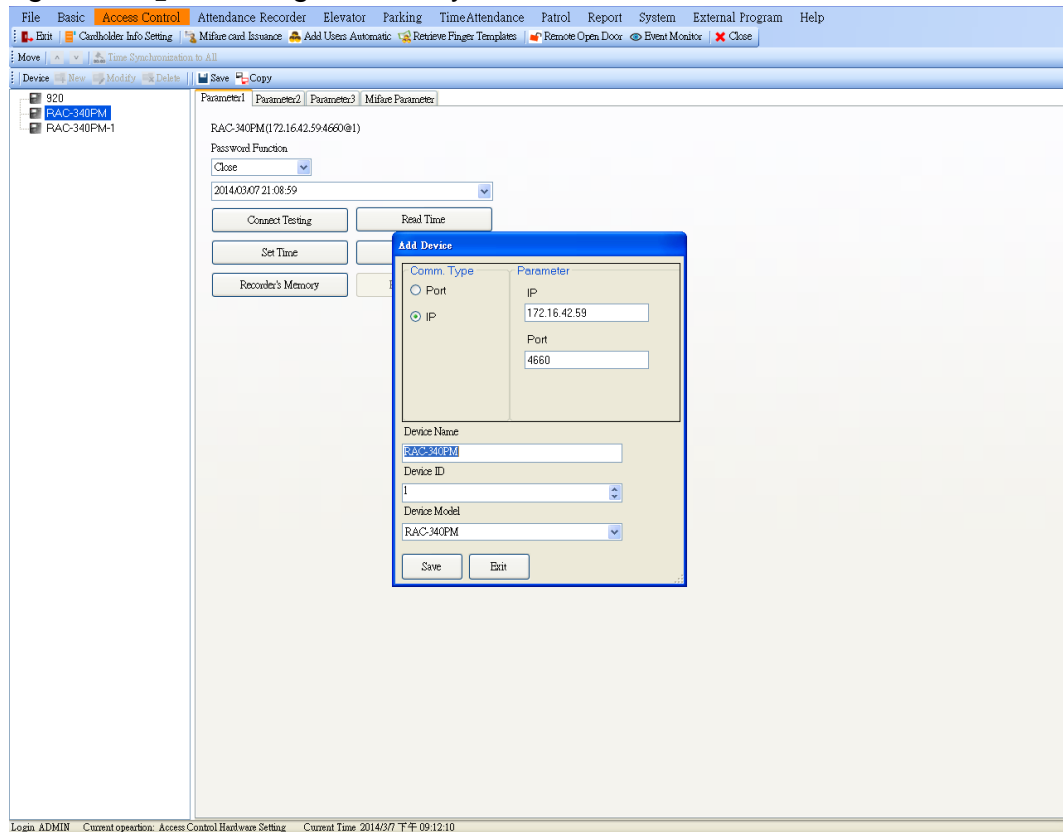 File Basic Access Control Attendance Recorder Elevator Parking TimeAttendance Patrol Report System External Program Help
Exit Cardholder Info Setting Mifare card Issuance Add Users Automatic Retrieve Finger Templates Remote Open Door Event Monitor Close
Move Time Synchronization to All
Device New Modify Delete Save Copy
920
RAC-340PM
RAC-340PM-1
Parameter1 Parameter2 Parameter3 Mifare Parameter
RAC-340PM(172.16.42.59:4660@1)
Password Function
Close
2014/03/07 21:08:59
Connect Testing Read Time
Set Time
Recorder's Memory
Add Device
Comm. Type Parameter
Port
IP
IP
172.16.42.59
Port
4660
Device Name
RAC-340PM
Device ID
1
Device Model
RAC-340PM
Save Exit
Login ADMIN Current opeartion: Access Control Hardware Setting Current Time 2014/3/7 下午 09:12:10